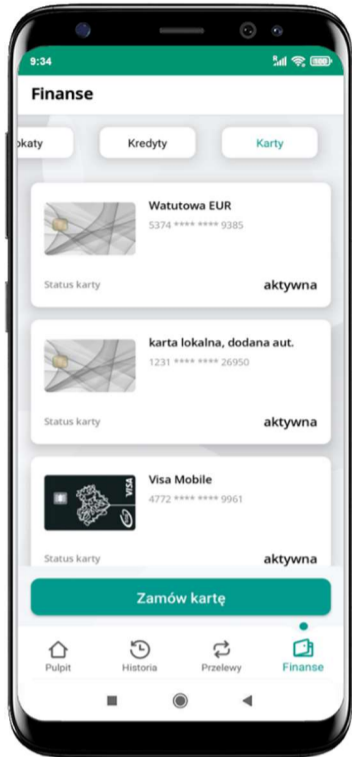 9:34
Finanse
okaty
Kredyty
Karty
Watutowa EUR
5374 **** **** 9385
Status karty
aktywna
karta lokalna, dodana aut.
1231 **** **** 26950
Status karty
aktywna
VISA
Visa Mobile
4772 **** **** 9961
Status karty
aktywna
Zamów kartę
Pulpit
Historia
Przelewy
Finanse